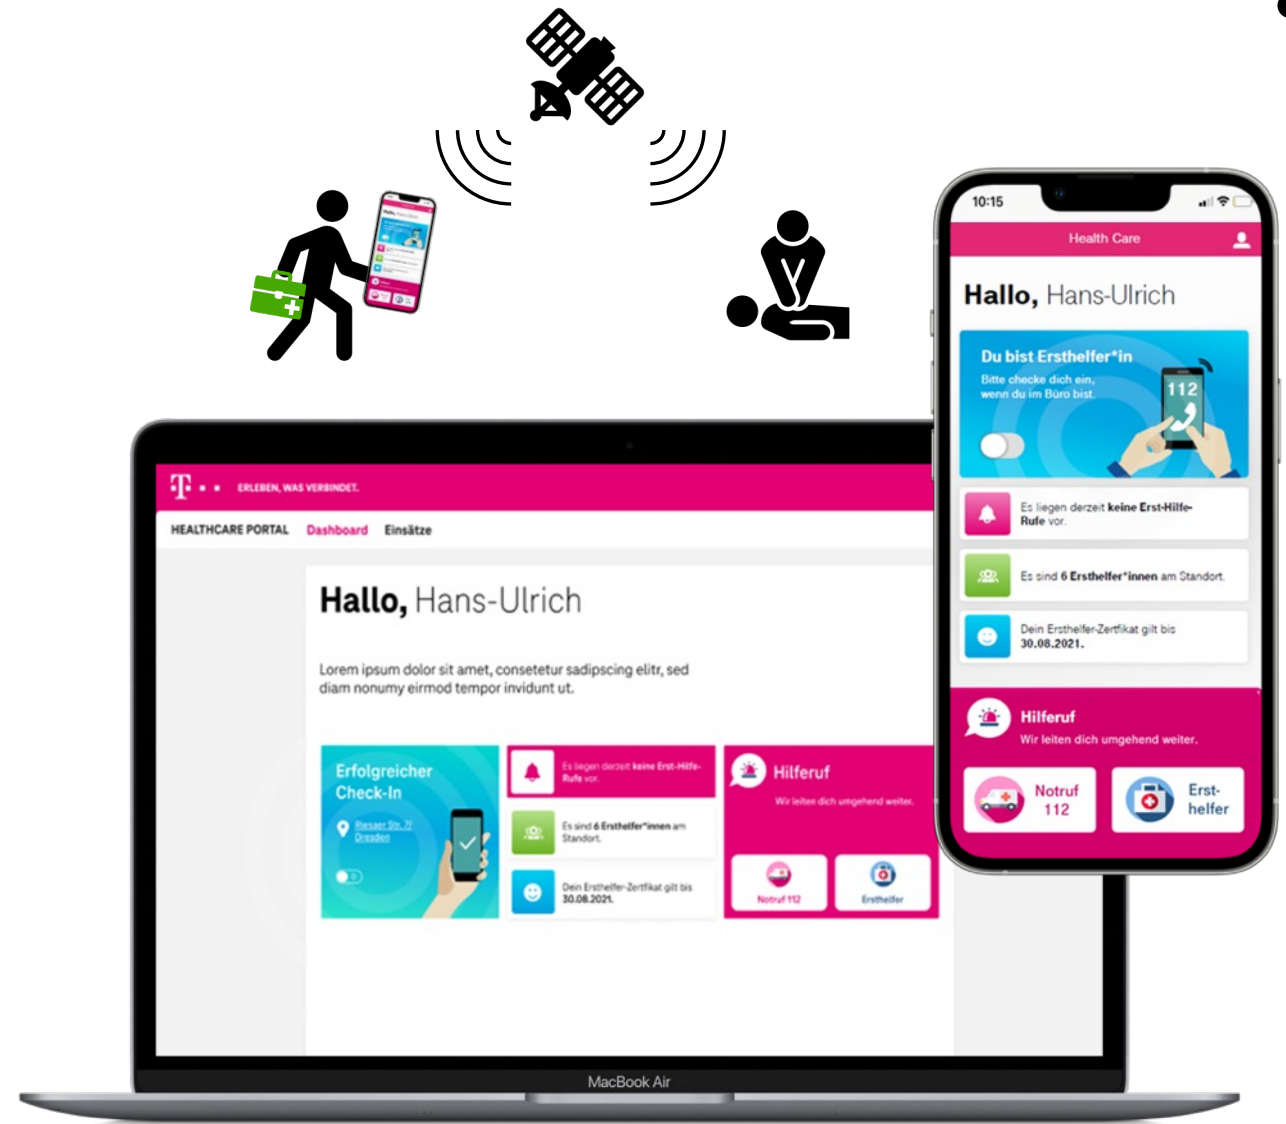 10:15
Health Care
Hallo, Hans-Ulrich
Du bist Ersthelfer*in
Bitte checke dich ein,
wenn du im Büro bist.
112
Es liegen derzeit keine Erst-Hilfe-
Rufe vor.
Es sind 6 Ersthelfer*innen am Standort.
Dein Ersthelfer-Zertfikat gilt bis
30.08.2021.
Hilferuf
Wir leiten dich umgehend weiter.
Notruf
112
Erst-
helfer
T
ERLEBEN, WAS VERBINDET.
HEALTHCARE PORTAL Dashboard Einsätze
Hallo, Hans-Ulrich
Lorem ipsum dolor sit amet, consetetur sadipscing elitr, sed
diam nonumy eirmod tempor invidunt ut.
Erfolgreicher
Check-In
Riesaer Str. 7/
Dresden
Es liegen derzeit keine Erst-Hilfe-
Rufe vor.
Es sind 6 Ersthelfer*innen am
Standort.
Dein Ersthelfer-Zertfikat gilt bis
30.08.2021.
Hilferuf
Wir leiten dich umgehend weiter.
Notruf 112
Ersthelfer
MacBook Air